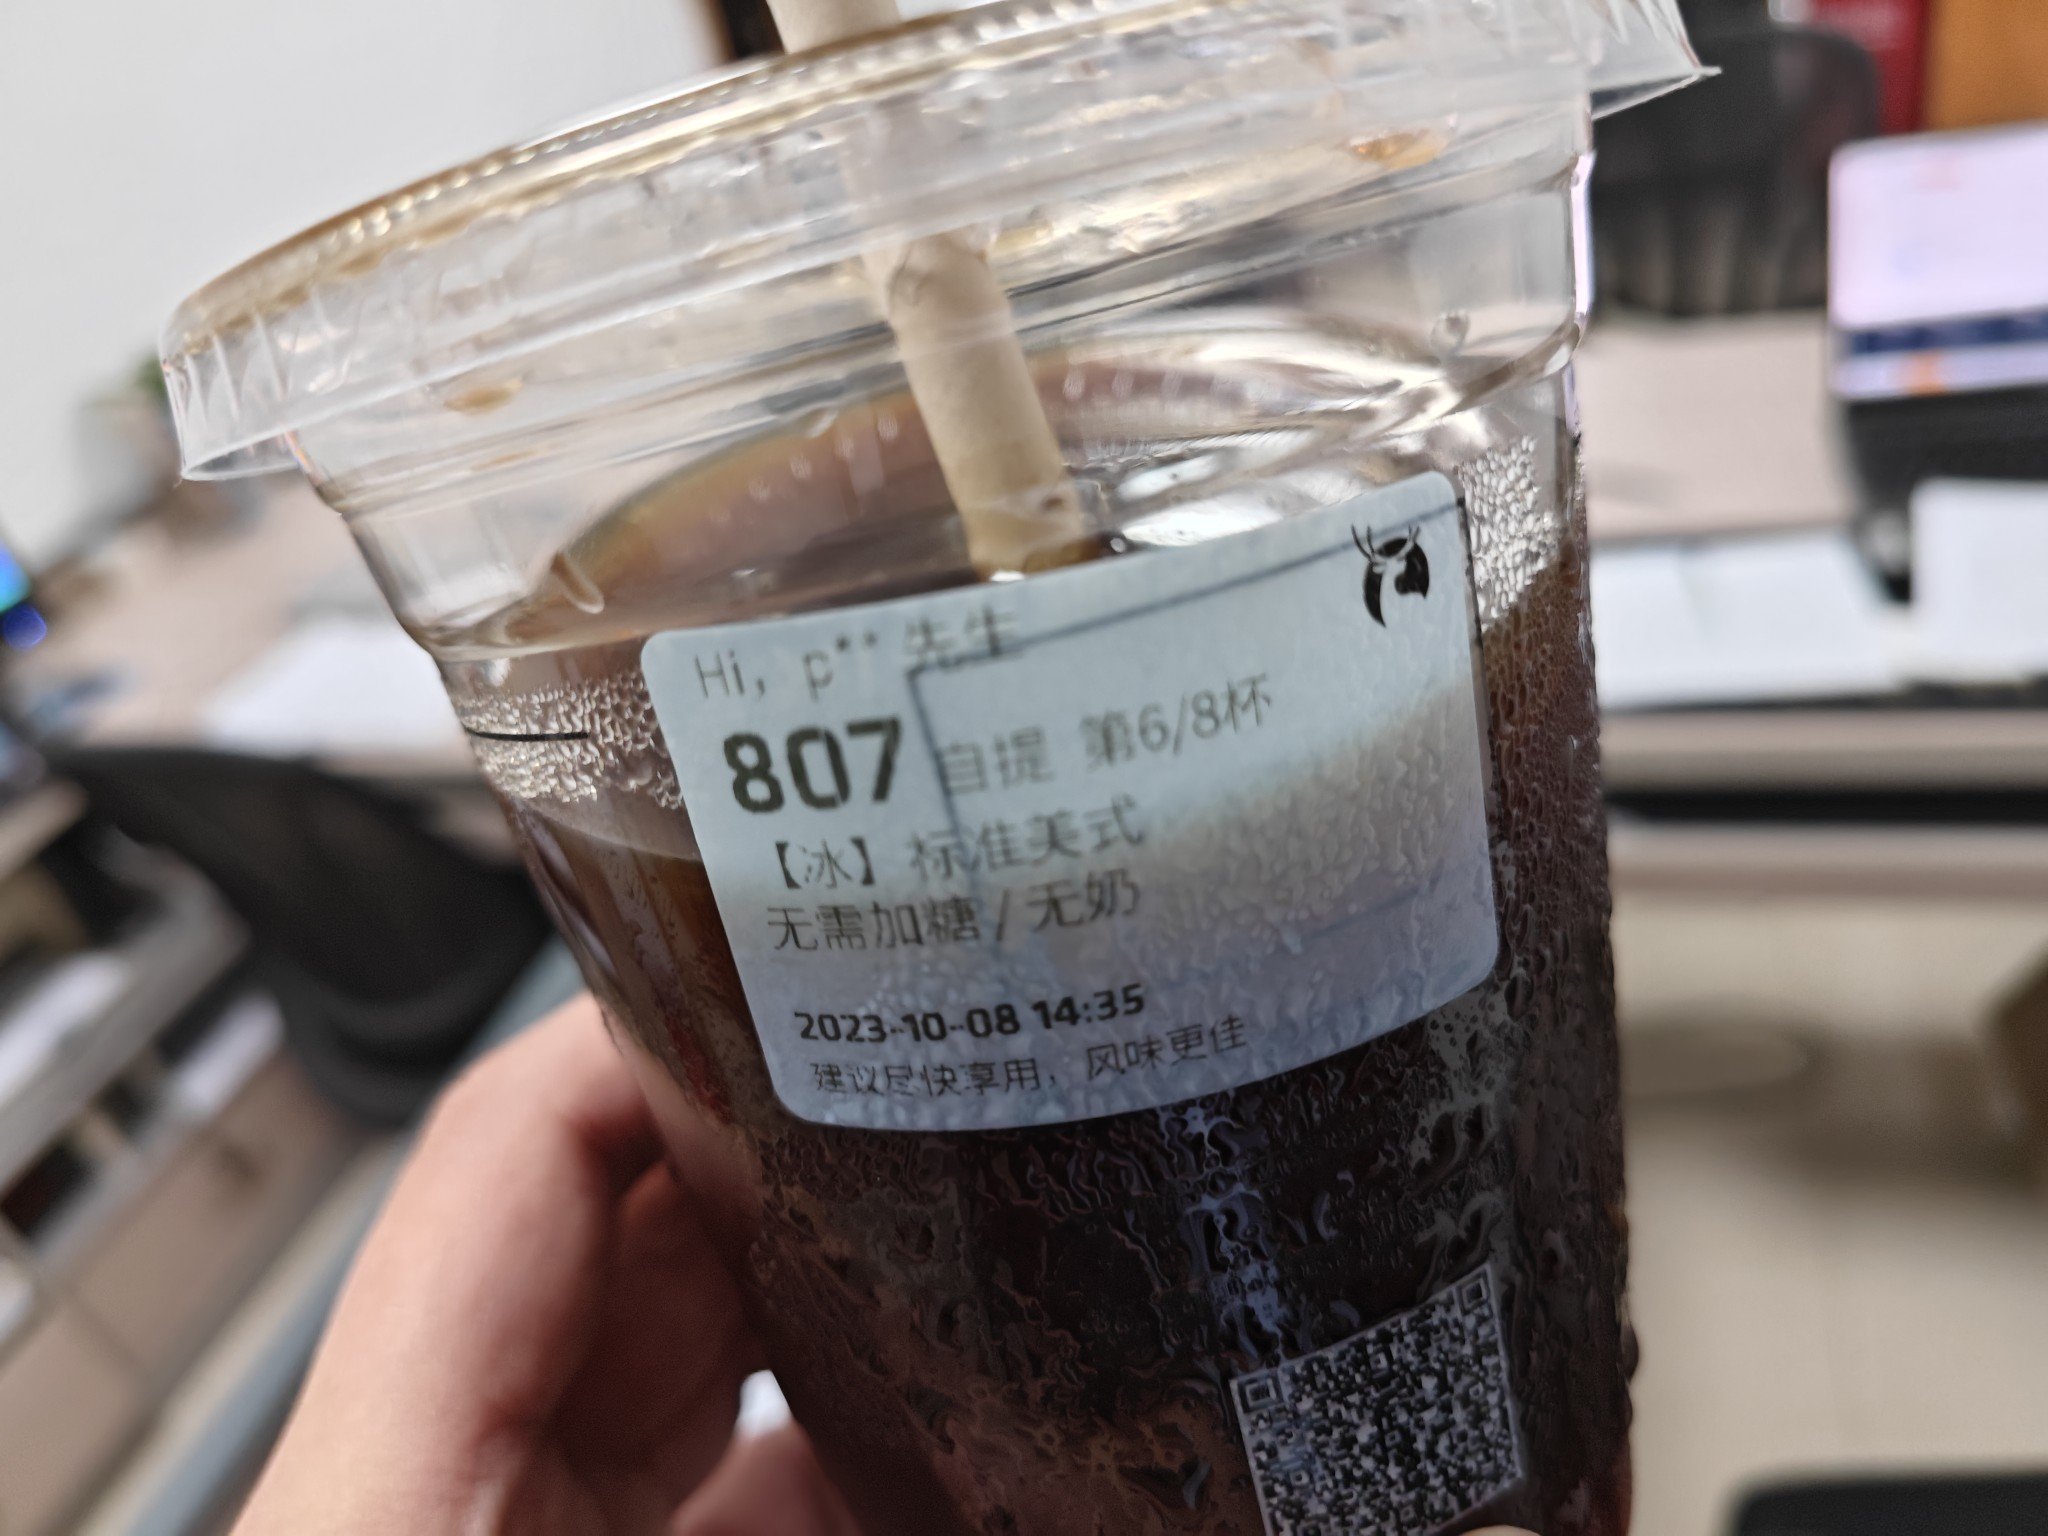 Hi, p** 先生
807 自提 第6/8杯
【冰】标准美式
无需加糖 / 无奶
2023-10-08 14:35
建议尽快享用，风味更佳